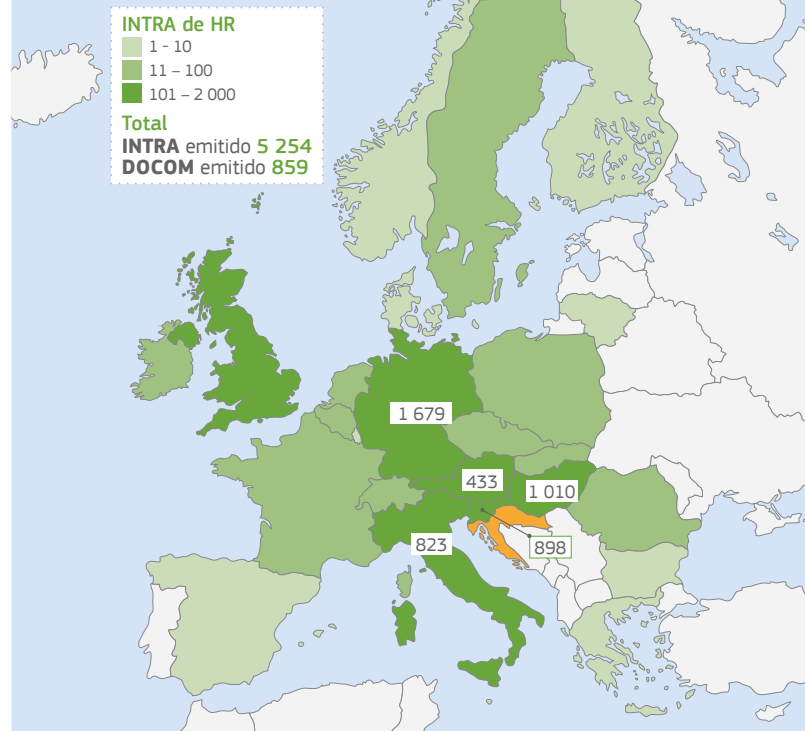 INTRA de HR
1 - 10
11 – 100
101 – 2 000
Total
INTRA emitido 5 254
DOCOM emitido 859
1 679
433
1 010
823
898